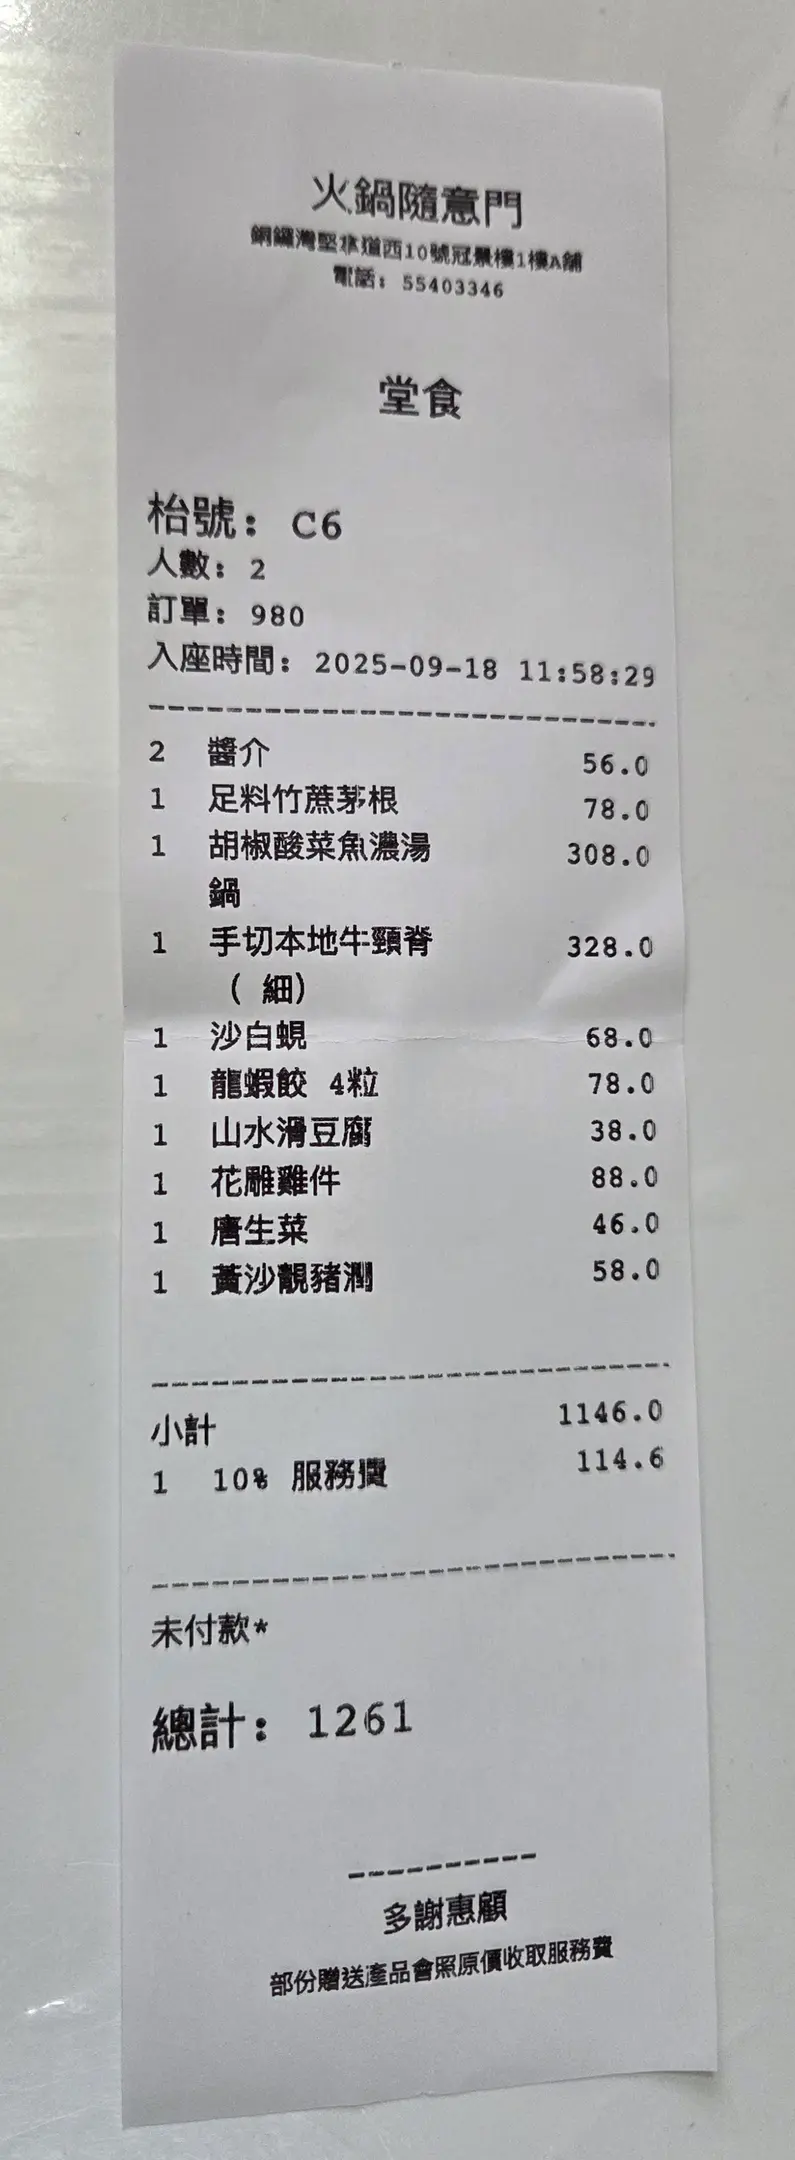 火鍋隨意門
銅鑼灣堅拿道西10號冠景樓1樓A舖
電話: 55403346
堂食
枱號: C6
人數: 2
訂單: 980
入座時間: 2025-09-18 11:58:29
2 醬介 56.0
1 足料竹蔗茅根 78.0
1 胡椒酸菜魚濃湯 308.0
鍋
1 手切本地牛頸脊 328.0
( 細)
1 沙白蜆 68.0
1 龍蝦餃 4粒 78.0
1 山水滑豆腐 38.0
1 花雕雞件 88.0
1 唐生菜 46.0
1 黃沙靚豬潤 58.0
小計 1146.0
1 10% 服務費 114.6
未付款*
總計: 1261
多謝惠顧
部份贈送產品會照原價收取服務費